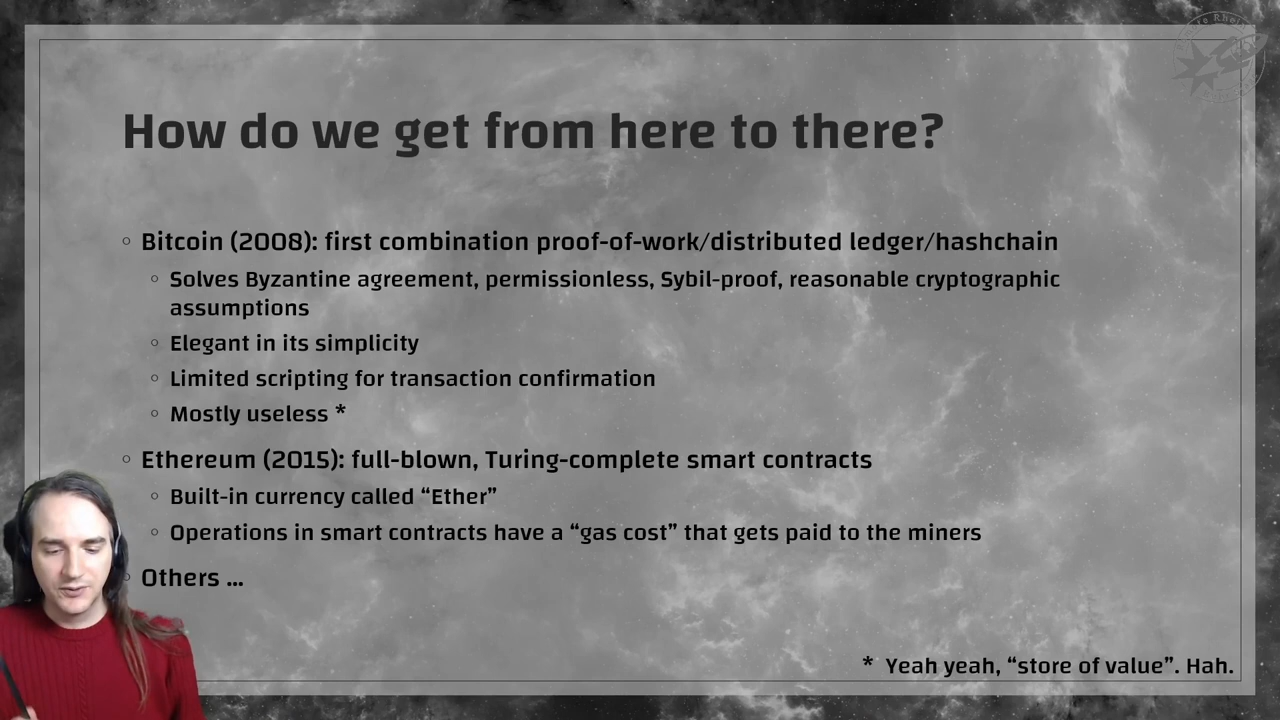 How do we get from here to there?
Bitcoin (2008): first combination proof-of-work/distributed ledger/hashchain
Solves Byzantine agreement, permissionless, Sybil-proof, reasonable cryptographic
assumptions
Elegant in its simplicity
Limited scripting for transaction confirmation
Mostly useless *
Ethereum (2015): full-blown, Turing-complete smart contracts
Built-in currency called “Ether”
Operations in smart contracts have a “gas cost” that gets paid to the miners
Others ...
* Yeah yeah, “store of value”. Hah.